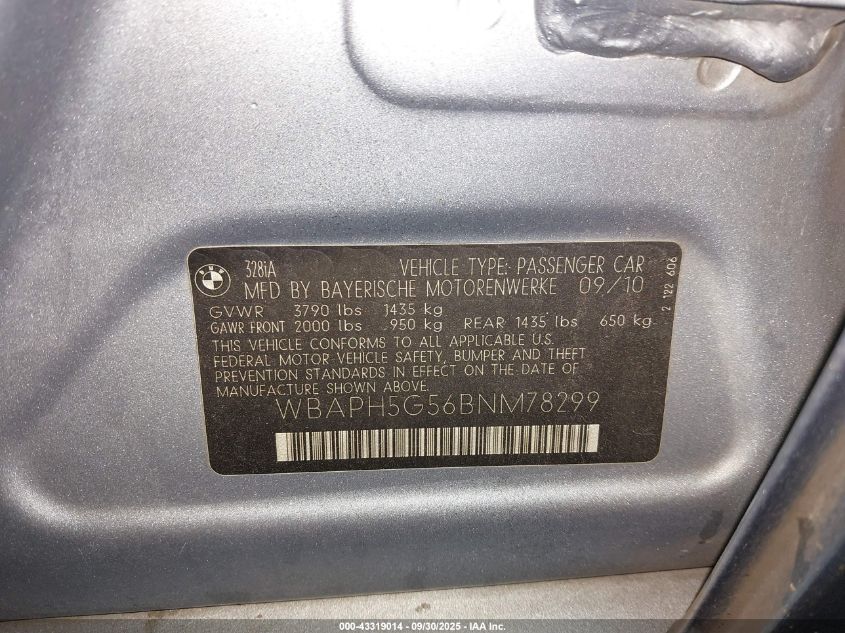 BMW
328iA VEHICLE TYPE: PASSENGER CAR
MFD BY BAYERISCHE MOTORENWERKE 09/10
GVWR 3790 lbs 1435 kg
GAWR FRONT 2000 lbs 950 kg REAR 1435 lbs 650 kg
THIS VEHICLE CONFORMS TO ALL APPLICABLE U.S.
FEDERAL MOTOR VEHICLE SAFETY, BUMPER AND THEFT
PREVENTION STANDARDS IN EFFECT ON THE DATE OF
MANUFACTURE SHOWN ABOVE.
WBAPH5G56BNM78299
2 122 606
000-43319014 - 09/30/2025 - IAA Inc.